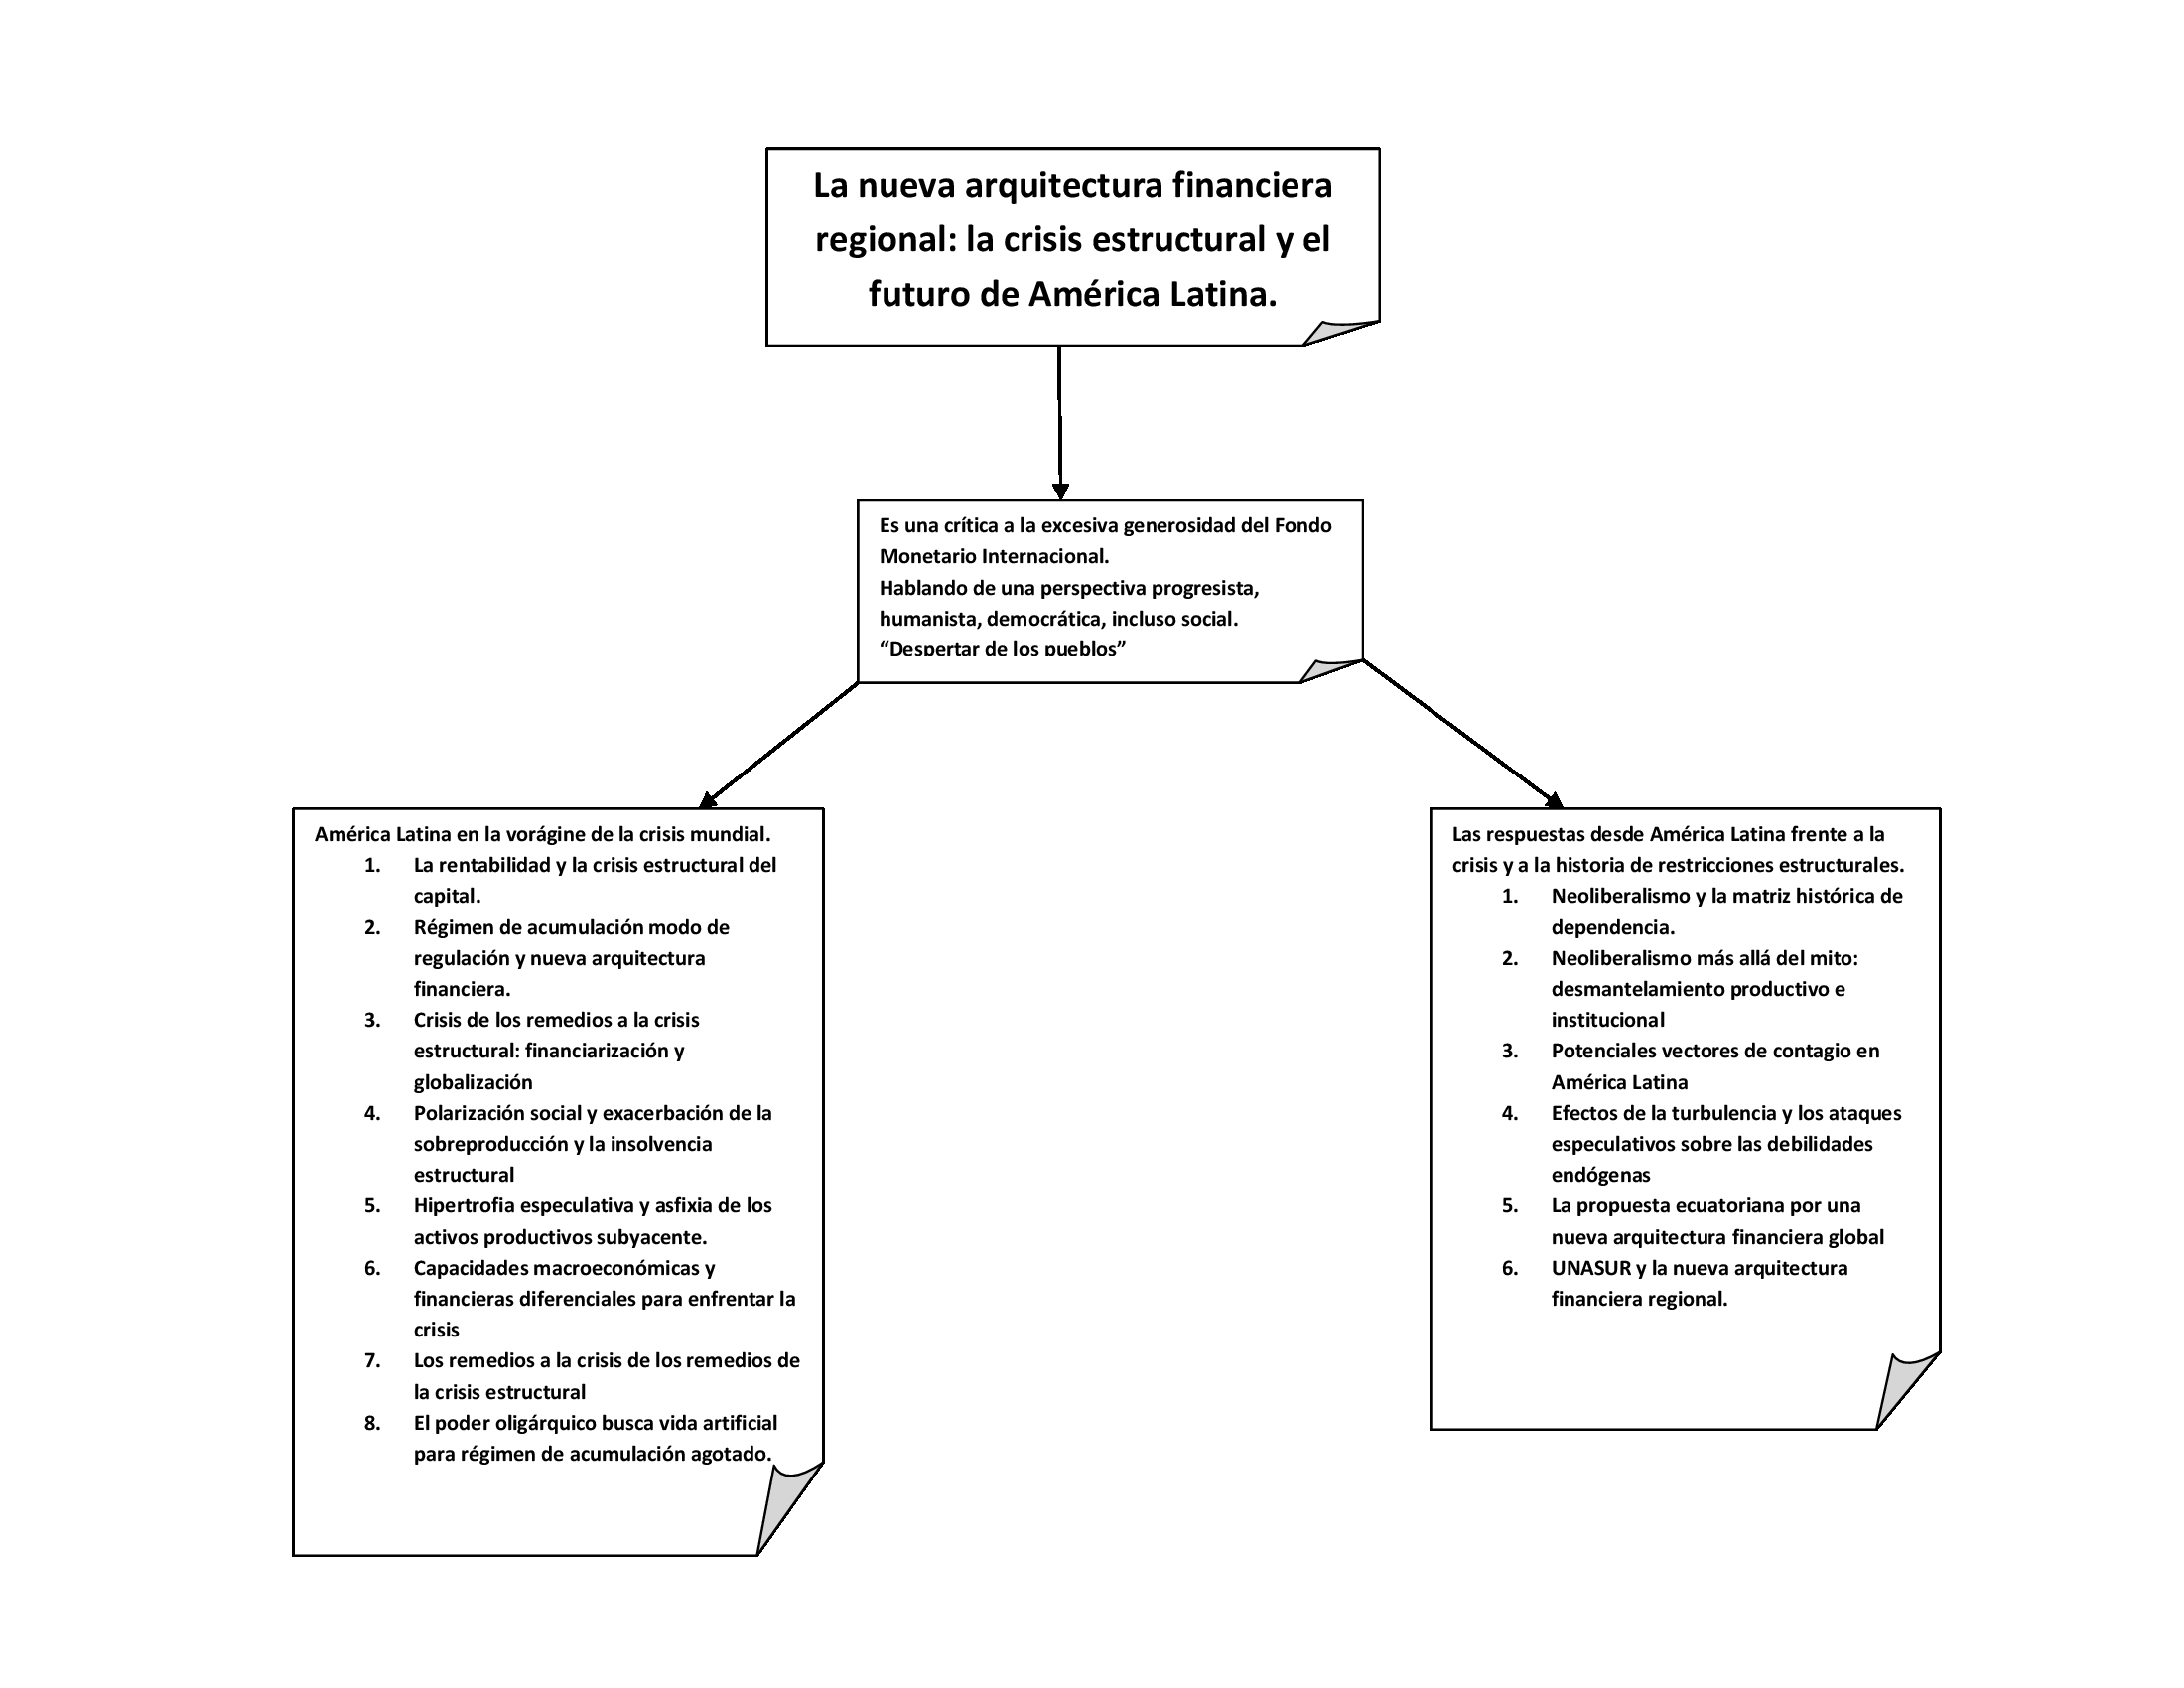 La nueva arquitectura financiera
regional: la crisis estructural y el
futuro de América Latina.
Es una crítica a la excesiva generosidad del Fondo
Monetario Internacional.
Hablando de una perspectiva progresista,
humanista, democrática, incluso social.
“Despertar de los pueblos”
América Latina en la vorágine de la crisis mundial.
1. La rentabilidad y la crisis estructural del
capital.
2. Régimen de acumulación modo de
regulación y nueva arquitectura
financiera.
3. Crisis de los remedios a la crisis
estructural: financiarización y
globalización
4. Polarización social y exacerbación de la
sobreproducción y la insolvencia
estructural
5. Hipertrofia especulativa y asfixia de los
activos productivos subyacente.
6. Capacidades macroeconómicas y
financieras diferenciales para enfrentar la
crisis
7. Los remedios a la crisis de los remedios de
la crisis estructural
8. El poder oligárquico busca vida artificial
para régimen de acumulación agotado.
Las respuestas desde América Latina frente a la
crisis y a la historia de restricciones estructurales.
1. Neoliberalismo y la matriz histórica de
dependencia.
2. Neoliberalismo más allá del mito:
desmantelamiento productivo e
institucional
3. Potenciales vectores de contagio en
América Latina
4. Efectos de la turbulencia y los ataques
especulativos sobre las debilidades
endógenas
5. La propuesta ecuatoriana por una
nueva arquitectura financiera global
6. UNASUR y la nueva arquitectura
financiera regional.